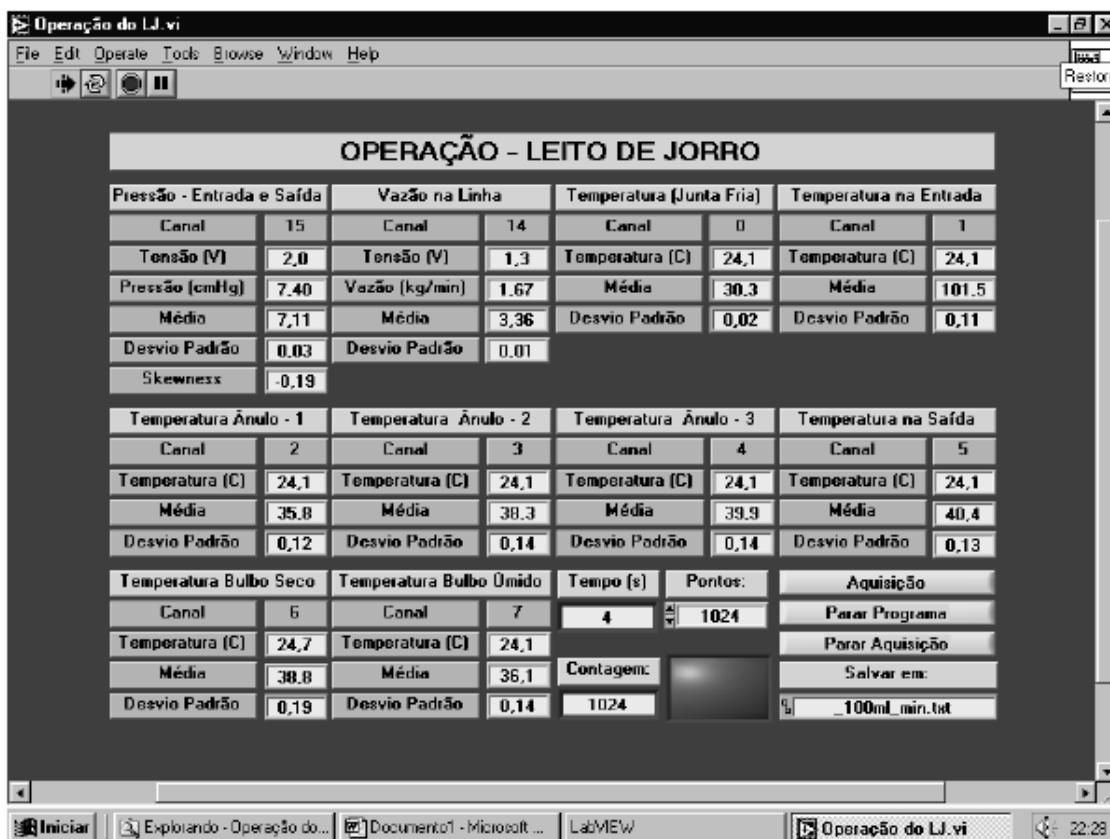 Operação do LJ.vi
File Edit Operate Tools Browse Window Help
Restor
OPERAÇÃO - LEITO DE JORRO
Pressão - Entrada e Saída Vazão na Linha Temperatura (Junta Fria) Temperatura na Entrada
Canal 15 Canal 14 Canal 0 Canal 1
Tensão (V) 2,0 Tensão (V) 1,3 Temperatura (C) 24,1 Temperatura (C) 24,1
Pressão (cmHg) 7,40 Vazão (kg/min) 1,67 Média 30,3 Média 101,5
Média 7,11 Média 3,36 Desvio Padrão 0,02 Desvio Padrão 0,11
Desvio Padrão 0,03 Desvio Padrão 0,01
Skewness -0,19
Temperatura Ânulo - 1 Temperatura Ânulo - 2 Temperatura Ânulo - 3 Temperatura na Saída
Canal 2 Canal 3 Canal 4 Canal 5
Temperatura (C) 24,1 Temperatura (C) 24,1 Temperatura (C) 24,1 Temperatura (C) 24,1
Média 35,8 Média 38,3 Média 39,9 Média 40,4
Desvio Padrão 0,12 Desvio Padrão 0,14 Desvio Padrão 0,14 Desvio Padrão 0,13
Temperatura Bulbo Seco Temperatura Bulbo Úmido Tempo (s) Pontos: Aquisição
Canal 6 Canal 7 4 1024 Parar Programa
Temperatura (C) 24,7 Temperatura (C) 24,1 Parar Aquisição
Média 38,8 Média 36,1 Contagem: Salvar em:
Desvio Padrão 0,19 Desvio Padrão 0,14 1024 _100ml_min.txt
Iniciar Explorando - Operação do... Documento1 - Microsoft ... LabVIEW Operação do LJ.vi 22:28